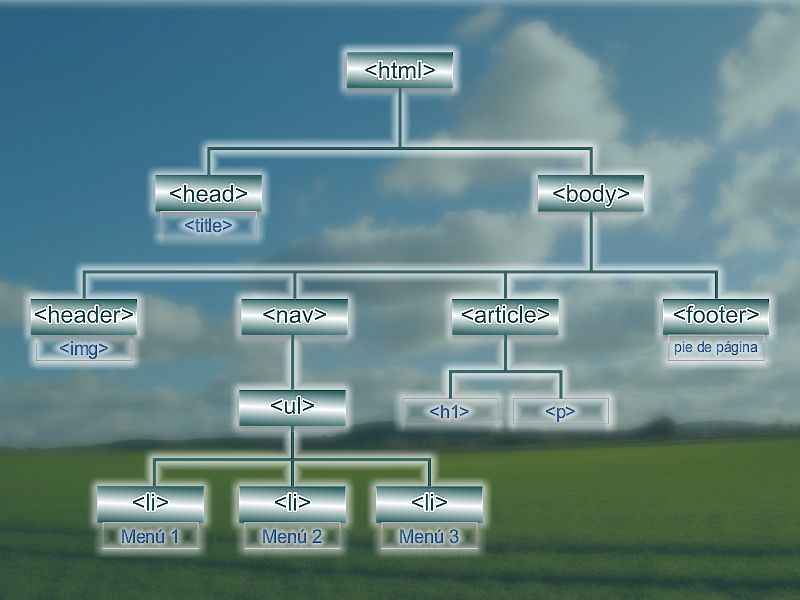 <html>
<head>
<body>
<title>
<header>
<nav>
<article>
<footer>
<img>
pie de página
<ul>
<h1>
<p>
<li>
<li>
<li>
Menú 1
Menú 2
Menú 3